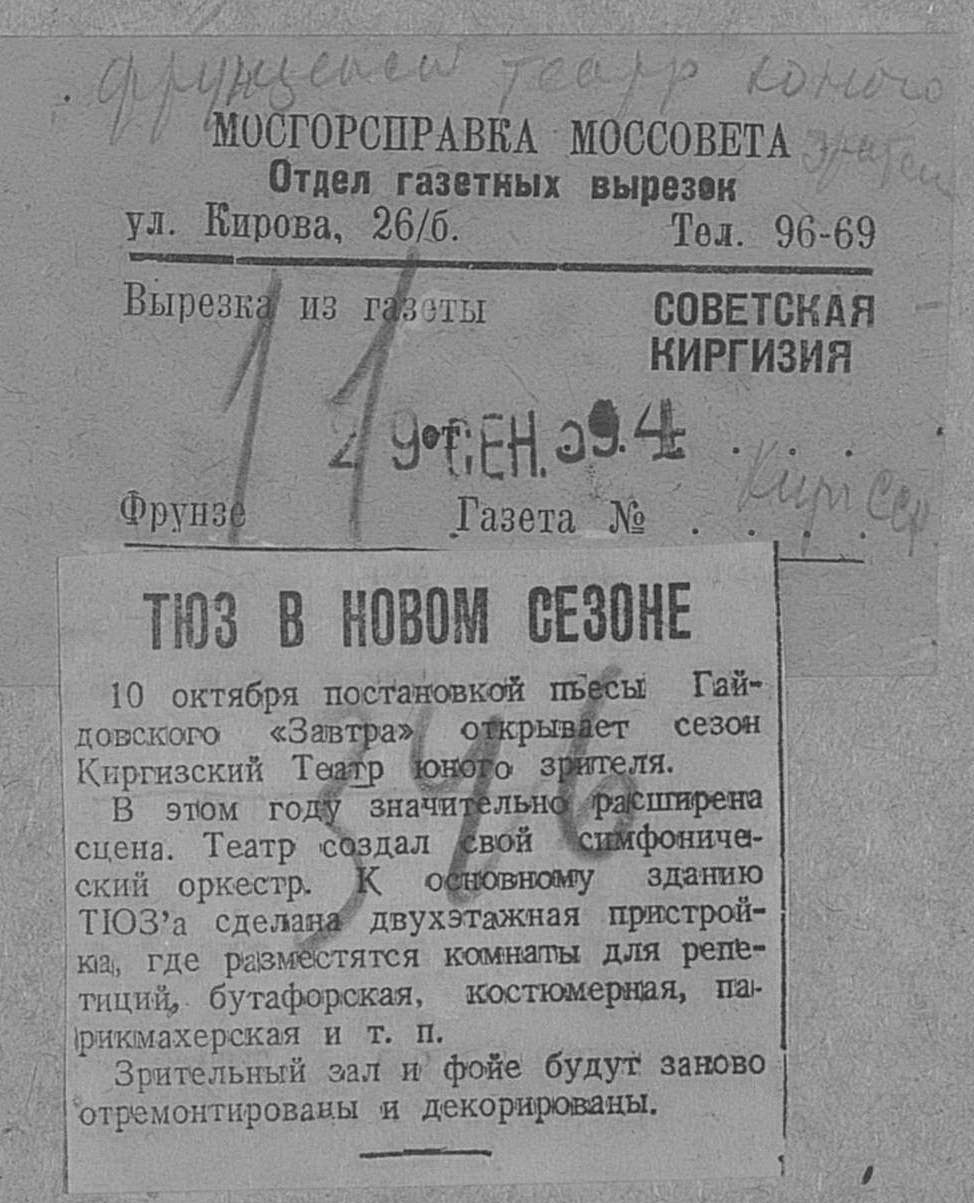 Фрунзенский театр юного
зрителя
МОСГОРСПРАВКА МОССОВЕТА
Отдел газетных вырезок
ул. Кирова, 26/б. Тел. 96-69
Вырезка из газеты СОВЕТСКАЯ
КИРГИЗИЯ
11
29 от СЕН. 39. 4 . . .
Кирг ССР
Фрунзе Газета № . . . .
ТЮЗ В НОВОМ СЕЗОНЕ
10 октября постановкой пьесы Гай-
довского «Завтра» открывает сезон
Киргизский Театр юного зрителя.
В этом году значительно расширена
сцена. Театр создал свой симфониче-
ский оркестр. К основному зданию
ТЮЗ'а сделана двухэтажная пристрой-
ка, где разместятся комнаты для репе-
тиций, бутафорская, костюмерная, па-
рикмахерская и т. п.
Зрительный зал и фойе будут заново
отремонтированы и декорированы.
346